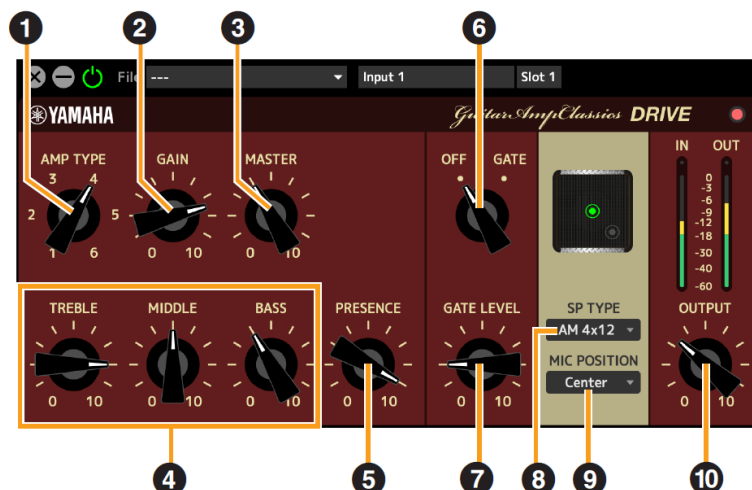 1 2 3 6
File --- Input 1 Slot 1
YAMAHA GuitarAmpClassics DRIVE
AMP TYPE GAIN MASTER OFF GATE IN OUT
3 4
2 5
1 6 0 10 0 10
0
-3
-6
-9
-12
-18
-30
-40
-60
TREBLE MIDDLE BASS PRESENCE GATE LEVEL SP TYPE OUTPUT
AM 4x12
MIC POSITION
Center
0 10 0 10 0 10 0 10 0 10 0 10
4 5 7 8 9 10